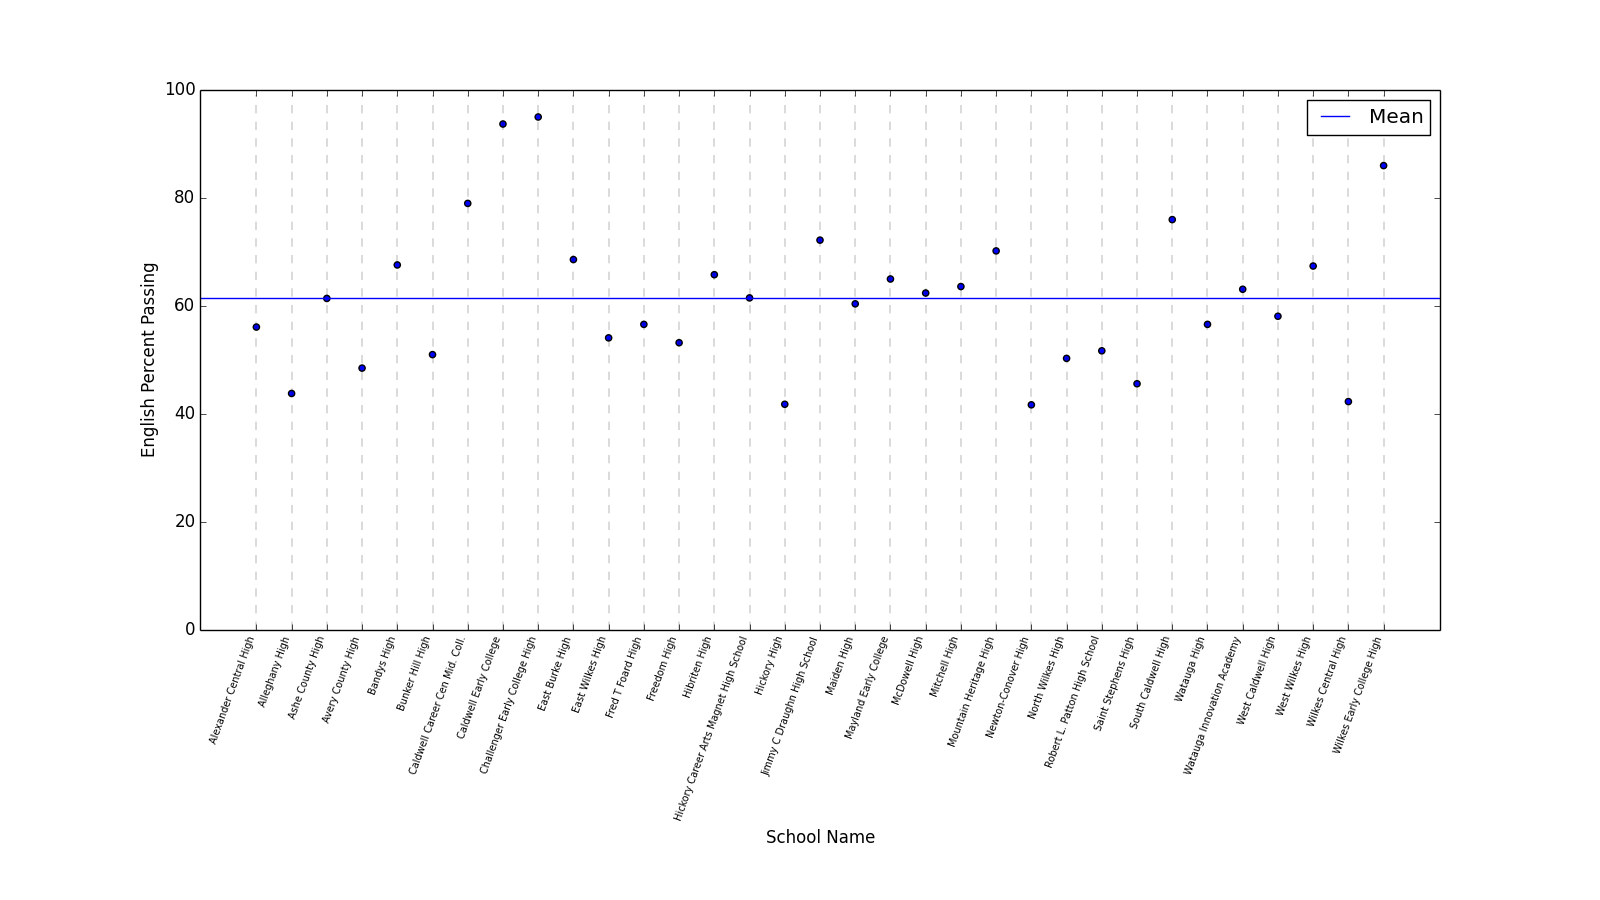 100
80
60
40
20
0
English Percent Passing
Mean
Alexander Central High
Alleghany High
Ashe County High
Avery County High
Bandys High
Bunker Hill High
Caldwell Career Cen Mid. Coll.
Caldwell Early College
Challenger Early College High
East Burke High
East Wilkes High
Fred T Foard High
Freedom High
Hibriten High
Hickory Career Arts Magnet High School
Hickory High
Jimmy C Draughn High School
Maiden High
Mayland Early College
McDowell High
Mitchell High
Mountain Heritage High
Newton-Conover High
North Wilkes High
Robert L. Patton High School
Saint Stephens High
South Caldwell High
Watauga High
Watauga Innovation Academy
West Caldwell High
West Wilkes High
Wilkes Central High
Wilkes Early College High
School Name